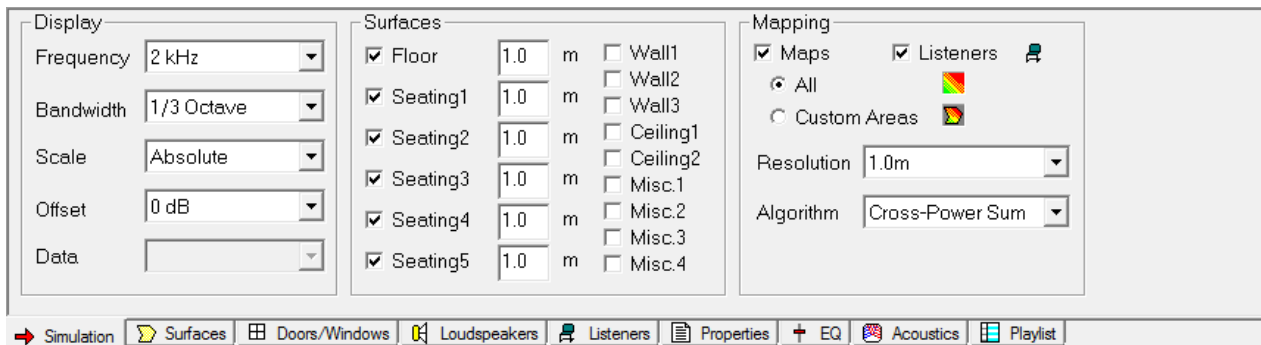 Display
Frequency 2 kHz
Bandwidth 1/3 Octave
Scale Absolute
Offset 0 dB
Data
Surfaces
Floor 1.0 m
Seating1 1.0 m
Seating2 1.0 m
Seating3 1.0 m
Seating4 1.0 m
Seating5 1.0 m
Wall1
Wall2
Wall3
Ceiling1
Ceiling2
Misc.1
Misc.2
Misc.3
Misc.4
Mapping
Maps Listeners
All
Custom Areas
Resolution 1.0m
Algorithm Cross-Power Sum
Simulation Surfaces Doors/Windows Loudspeakers Listeners Properties EQ Acoustics Playlist